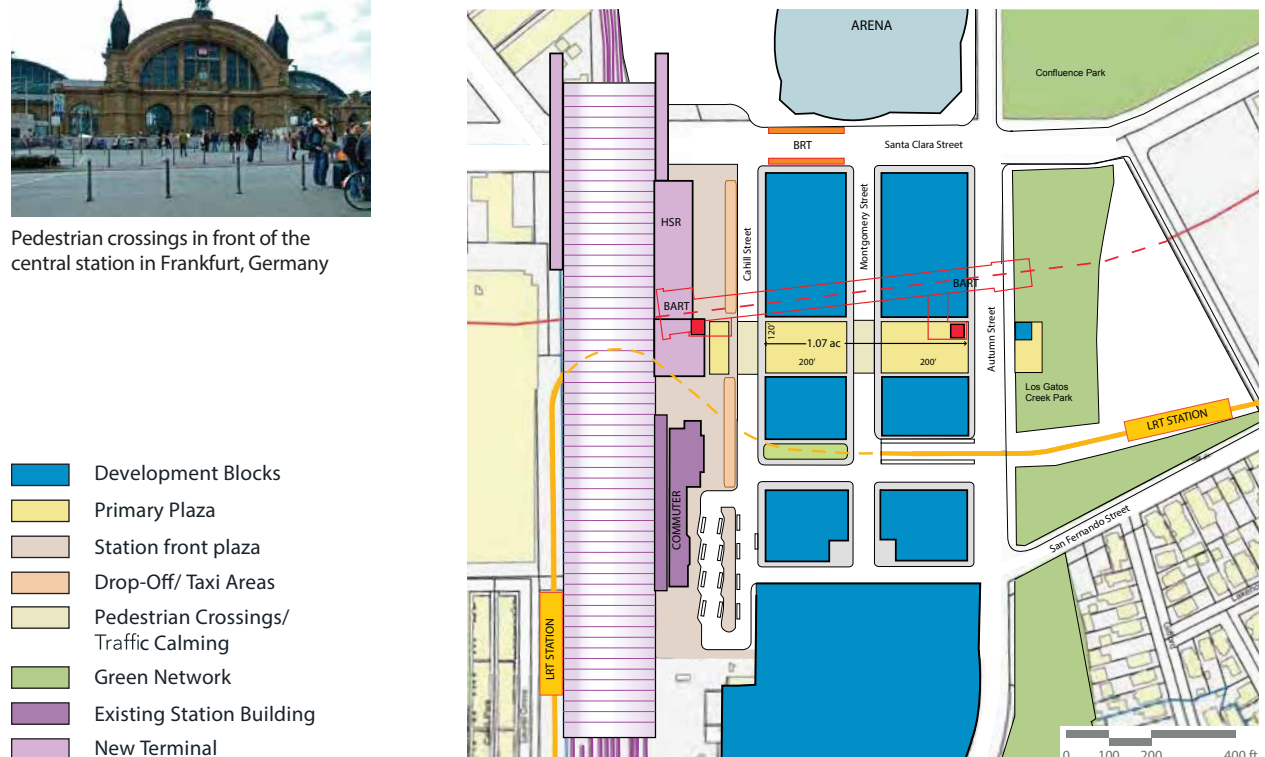 Pedestrian crossings in front of the
central station in Frankfurt, Germany
Development Blocks
Primary Plaza
Station front plaza
Drop-Off/ Taxi Areas
Pedestrian Crossings/
Traffic Calming
Green Network
Existing Station Building
New Terminal
ARENA
Confluence Park
BRT
Santa Clara Street
HSR
Cahill Street
Montgomery Street
BART
BART
Autumn Street
120'
1.07 ac
200'
200'
Los Gatos
Creek Park
LRT STATION
COMMUTER
San Fernando Street
LRT STATION
0 100 200 400 ft